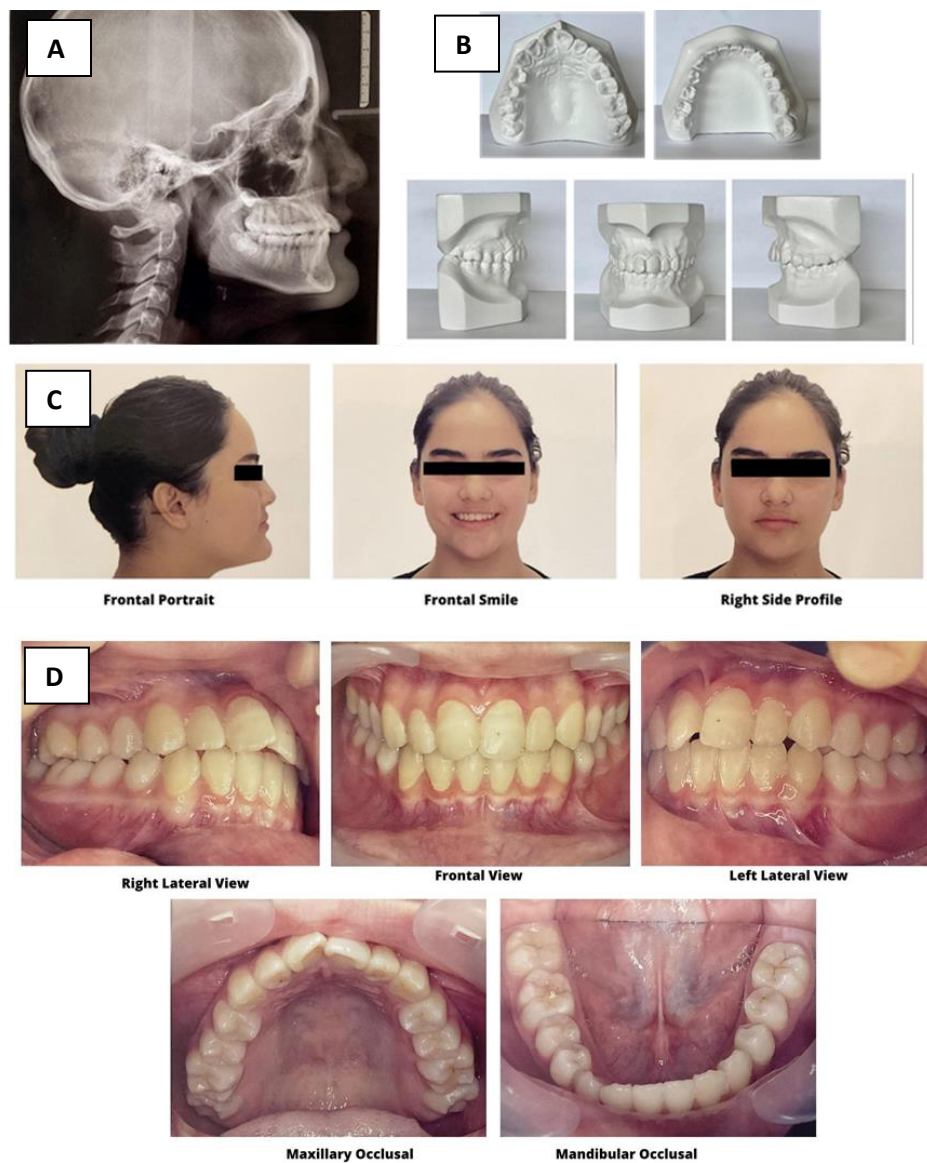 A
B
C
Frontal Portrait
Frontal Smile
Right Side Profile
D
Right Lateral View
Frontal View
Left Lateral View
Maxillary Occlusal
Mandibular Occlusal